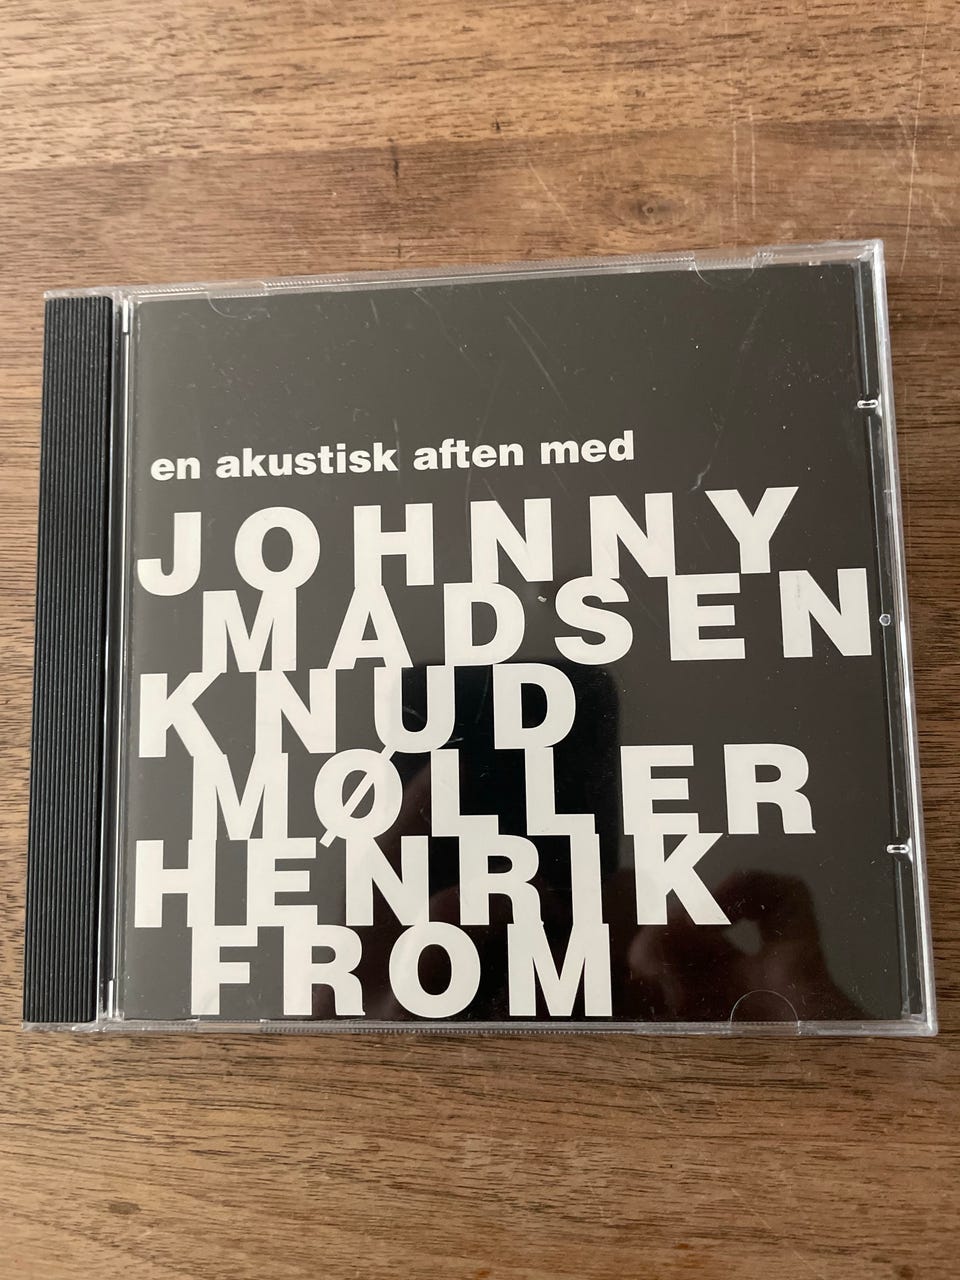 en akustisk aften med
JOHNNY
MADSEN
KNUD
MØLLER
HENRIK
FROM